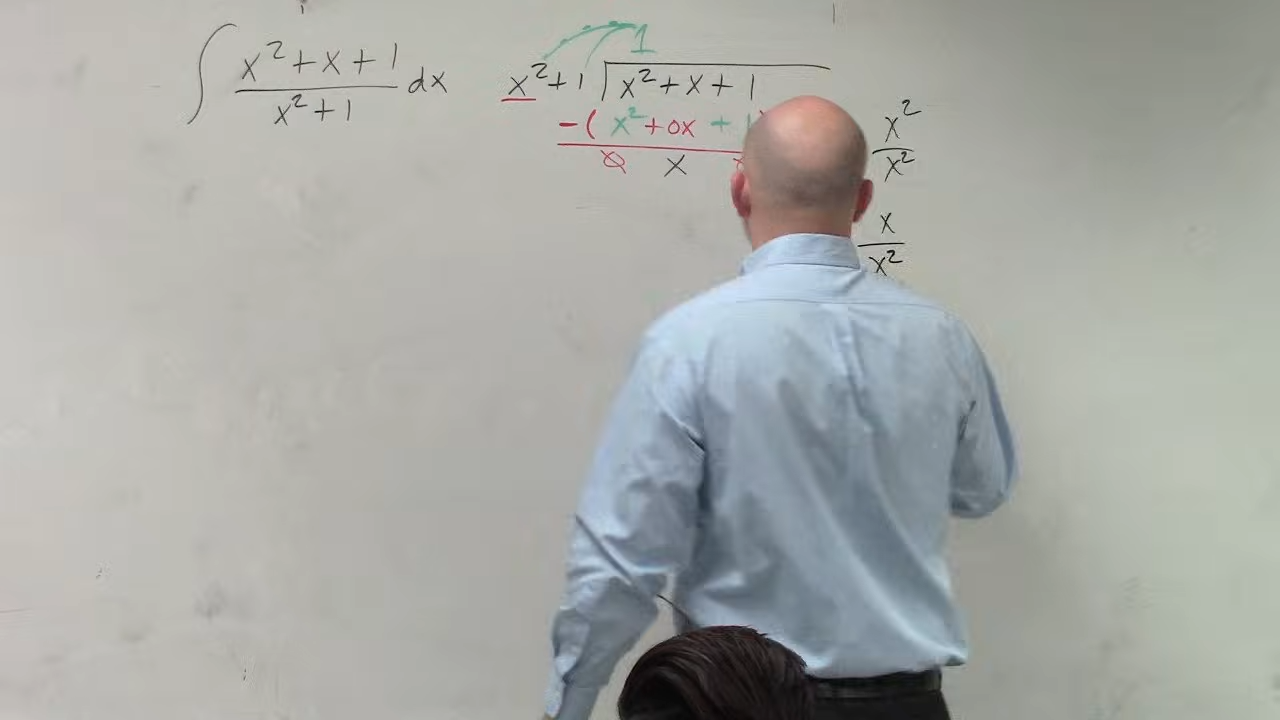 ∫ x² + x + 1 / x² + 1 dx
1
x² + 1 ⟌ x² + x + 1
- ( x² + 0x + 1
0 x
x² / x²
x / x²